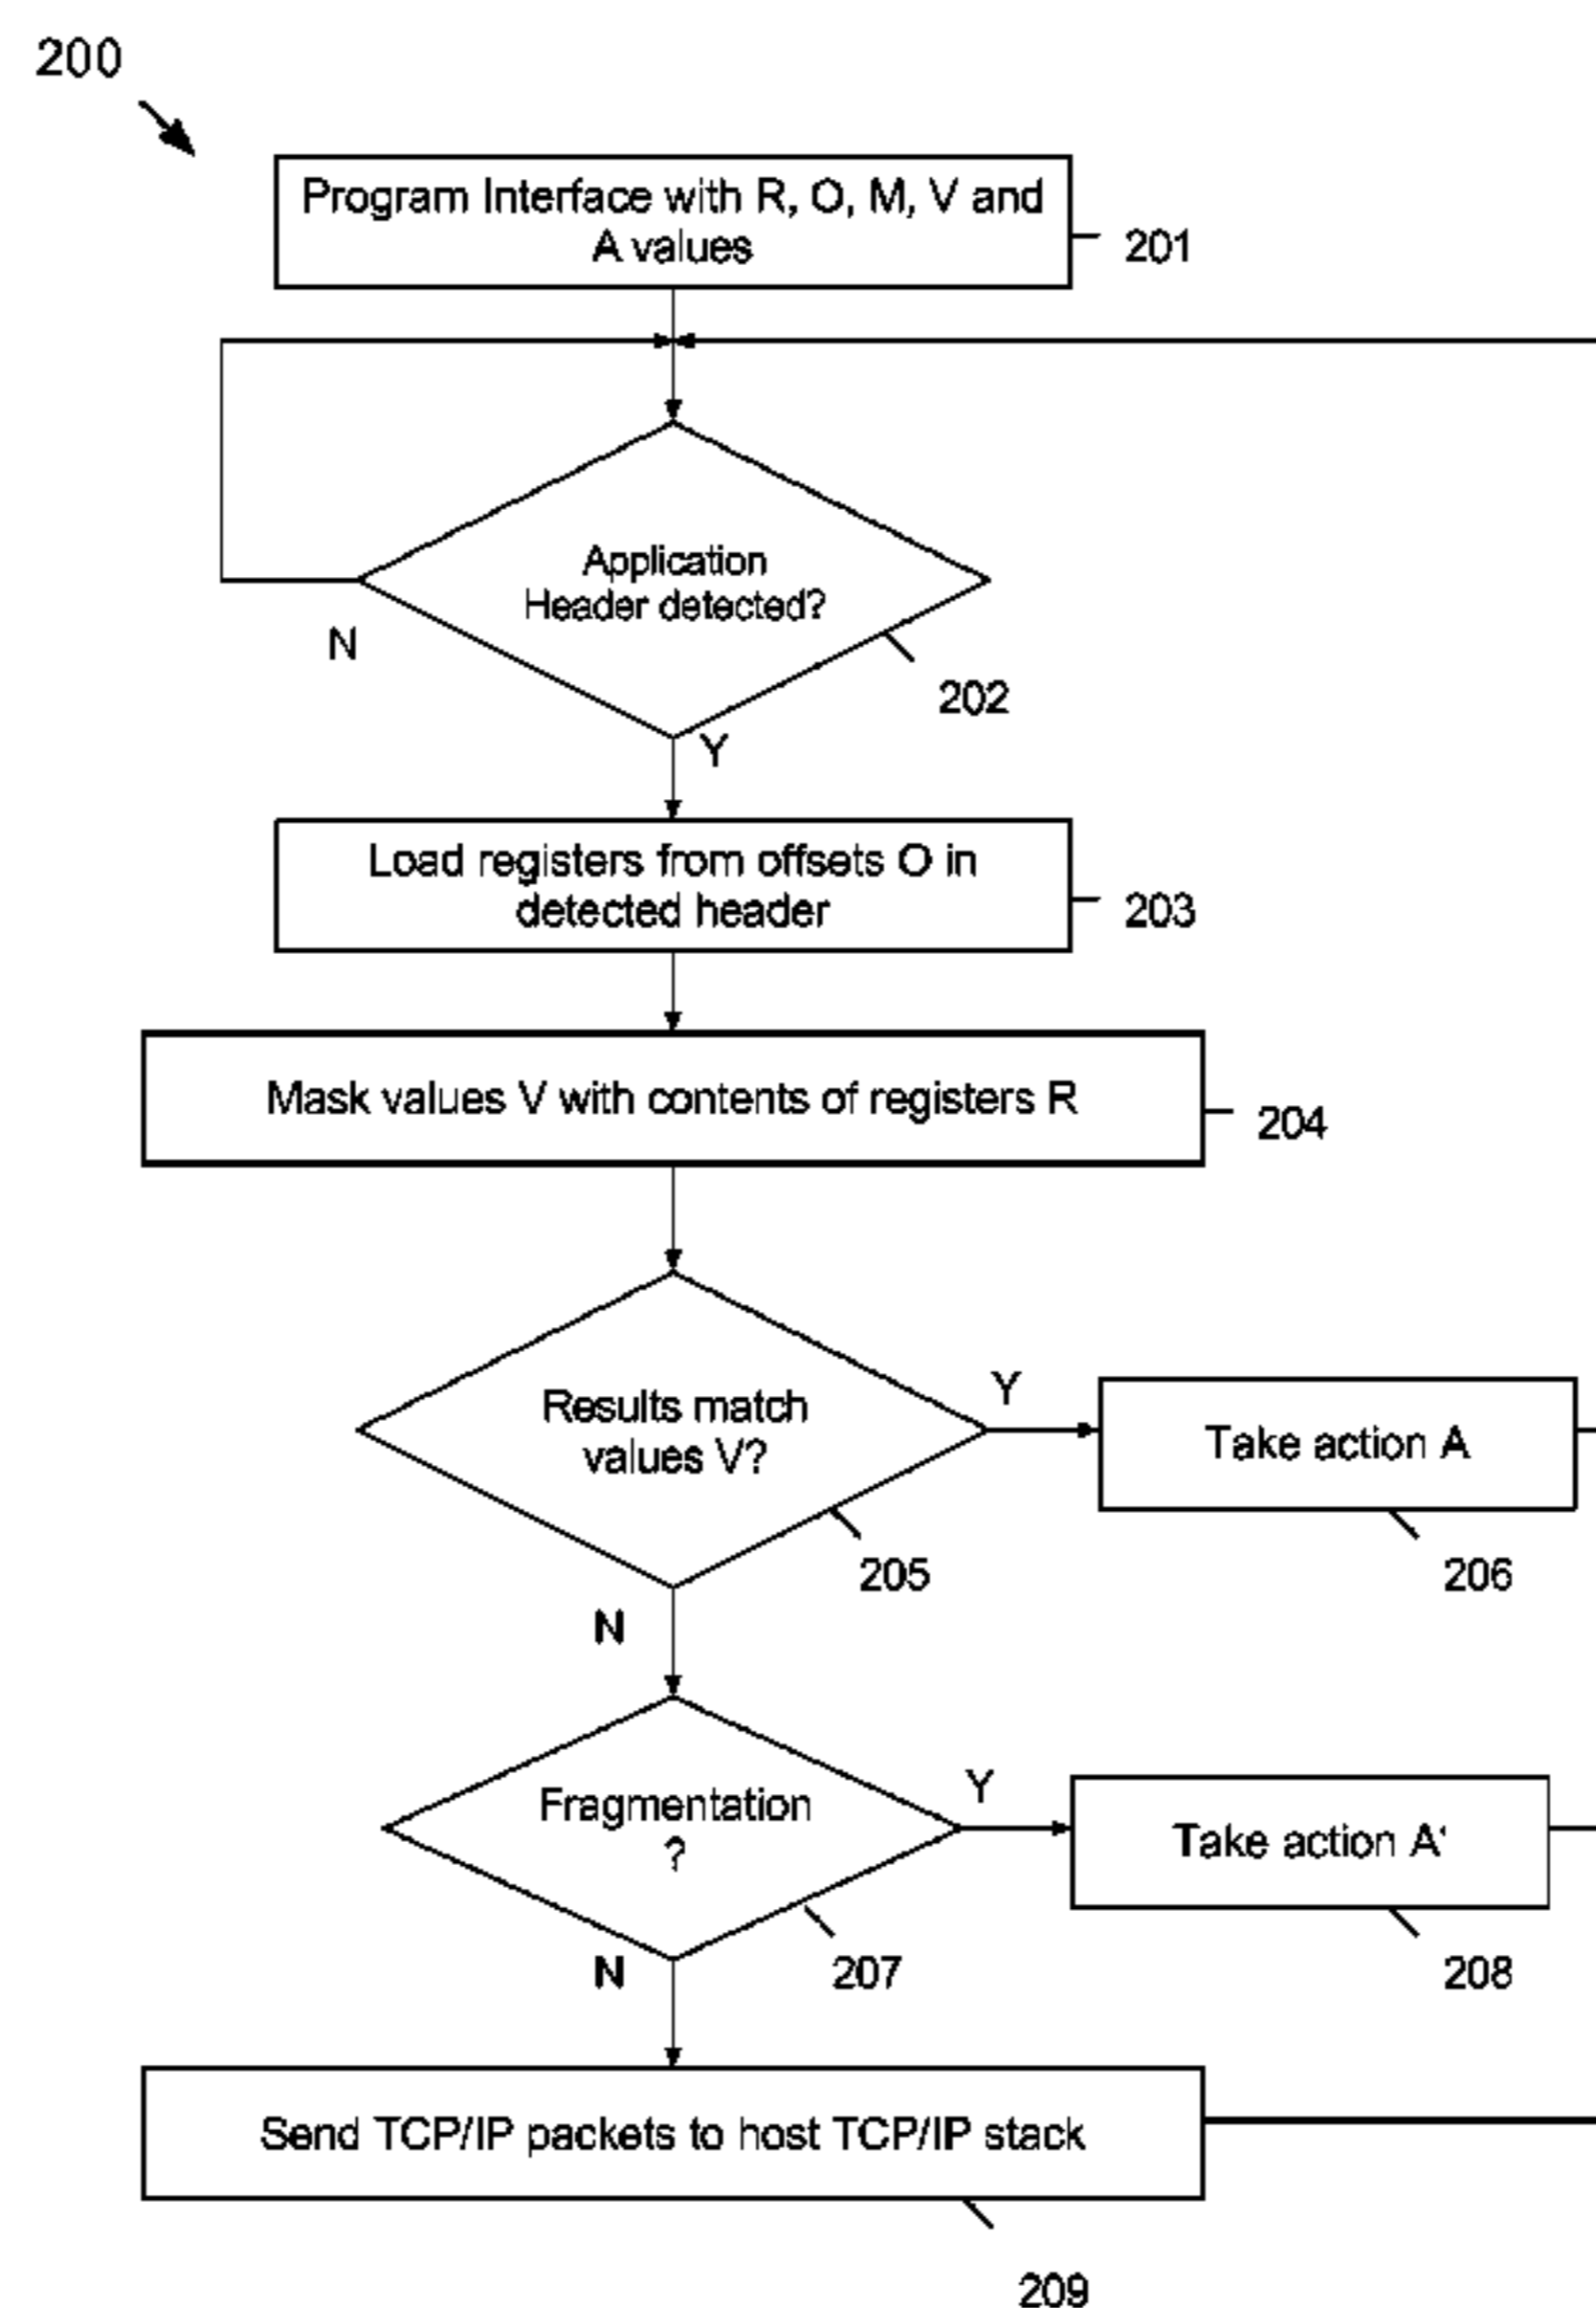 200
Program Interface with R, O, M, V and
A values
201
Application
Header detected?
N
202
Y
Load registers from offsets O in
detected header
203
Mask values V with contents of registers R
204
Results match
values V?
Y
Take action A
205
206
N
Fragmentation
?
Y
Take action A'
N
207
208
Send TCP/IP packets to host TCP/IP stack
209